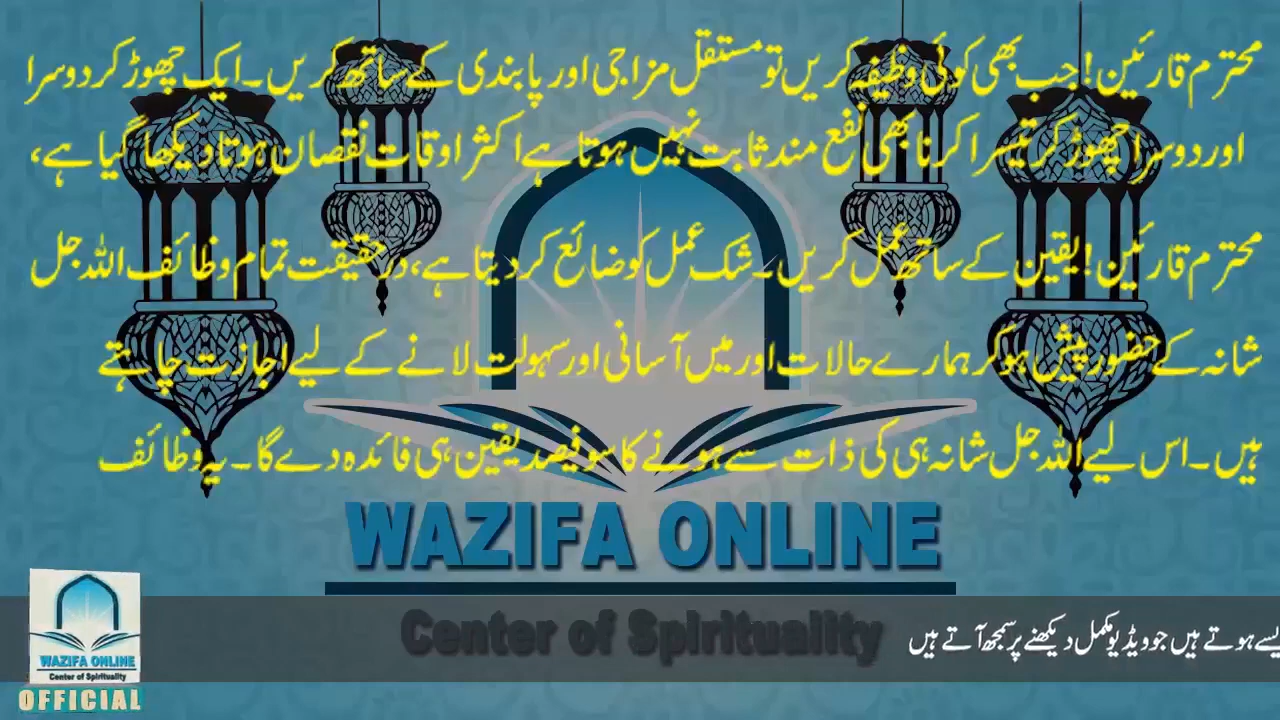 محترم قارئین! جب بھی کوئی وظیفہ کریں تو مستقل مزاجی اور پابندی کے ساتھ کریں۔ ایک چھوڑ کر دوسرا
اور دوسرا چھوڑ کر تیسرا کرنا بھی نفع مند ثابت نہیں ہوتا ہے اکثر اوقات نقصان ہوتا دیکھا گیا ہے،
محترم قارئین! یقین کے ساتھ عمل کریں۔ شک عمل کو ضائع کر دیتا ہے، درحقیقت تمام وظائف اللہ جل
شانہ کے حضور پیش ہو کر ہمارے حالات اور میں آسانی اور سہولت لانے کے لیے اجازت چاہتے
ہیں۔ اس لیے اللہ جل شانہ ہی کی ذات سے ہونے کا سو فیصد یقین ہی فائدہ دے گا۔ یہ وظائف
WAZIFA ONLINE
Center of Spirituality
ایسے ہوتے ہیں جو ویڈیو مکمل دیکھنے پر سمجھ آتے ہیں
WAZIFA ONLINE
Center of Spirituality
OFFICIAL